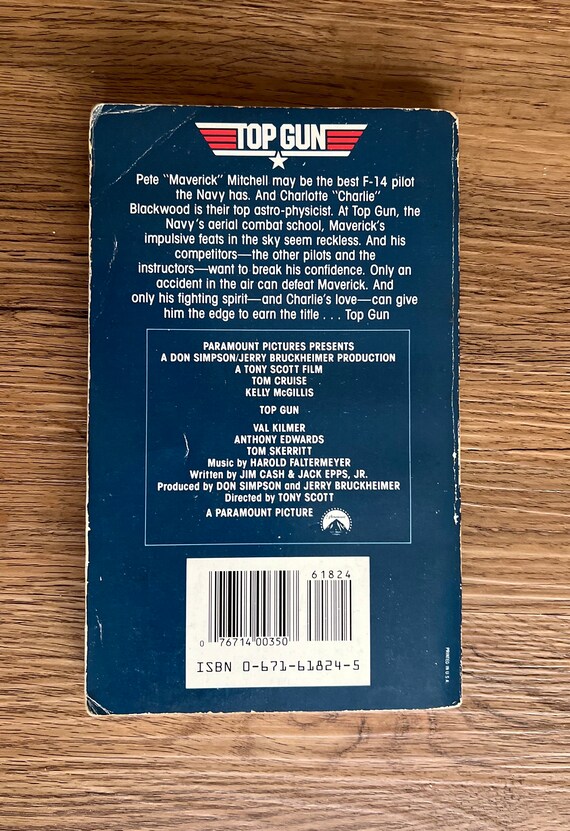 TOP GUN
Pete "Maverick" Mitchell may be the best F-14 pilot
the Navy has. And Charlotte "Charlie"
Blackwood is their top astro-physicist. At Top Gun, the
Navy's aerial combat school, Maverick's
impulsive feats in the sky seem reckless. And his
competitors—the other pilots and the
instructors—want to break his confidence. Only an
accident in the air can defeat Maverick. And
only his fighting spirit—and Charlie's love—can give
him the edge to earn the title . . . Top Gun
PARAMOUNT PICTURES PRESENTS
A DON SIMPSON/JERRY BRUCKHEIMER PRODUCTION
A TONY SCOTT FILM
TOM CRUISE
KELLY McGILLIS
TOP GUN
VAL KILMER
ANTHONY EDWARDS
TOM SKERRITT
Music by HAROLD FALTERMEYER
Written by JIM CASH & JACK EPPS, JR.
Produced by DON SIMPSON and JERRY BRUCKHEIMER
Directed by TONY SCOTT
A PARAMOUNT PICTURE
Paramount
61824
0 76714 00350
ISBN 0-671-61824-5
PRINTED IN U.S.A.